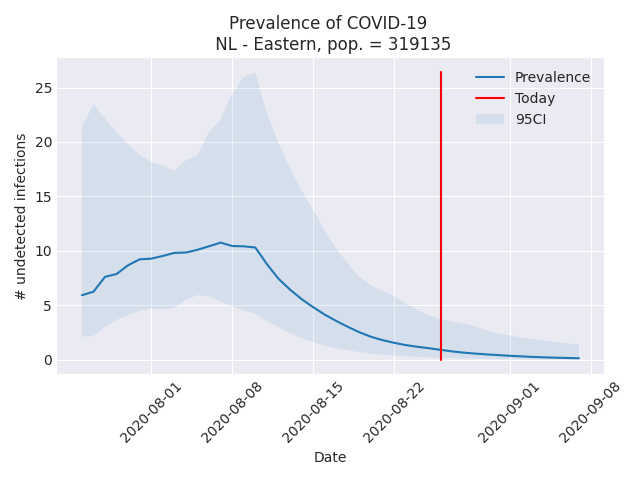 Prevalence of COVID-19
NL - Eastern, pop. = 319135
# undetected infections
25
20
15
10
5
0
Prevalence
Today
95CI
2020-08-01
2020-08-08
2020-08-15
2020-08-22
2020-09-01
2020-09-08
Date